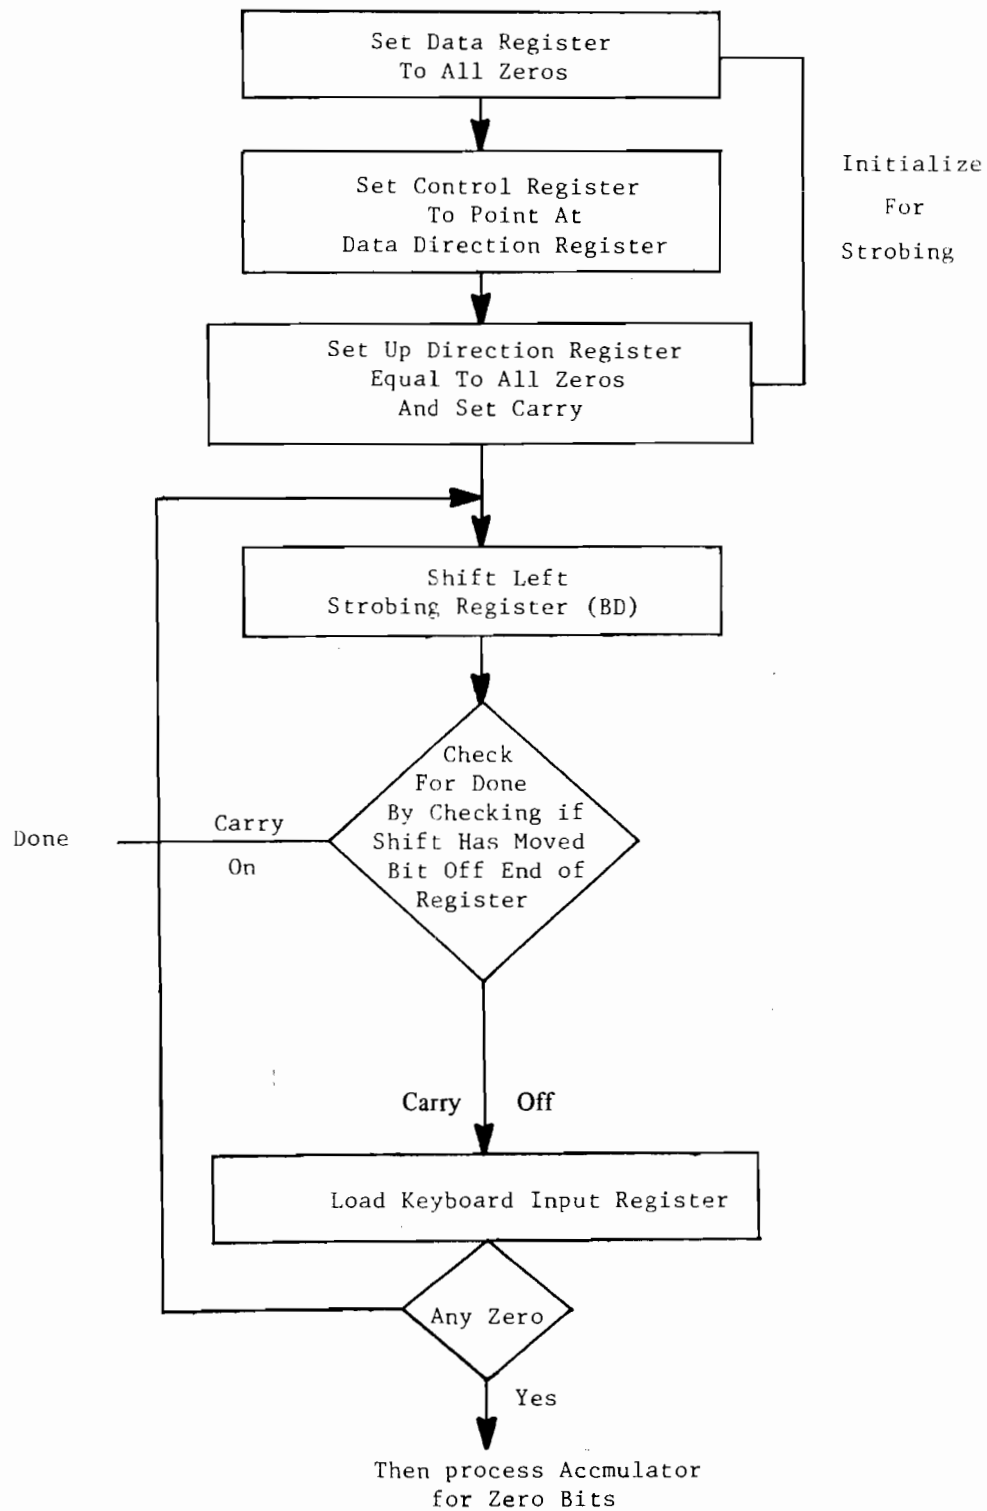 Set Data Register
To All Zeros
Set Control Register
To Point At
Data Direction Register
Initialize
For
Strobing
Set Up Direction Register
Equal To All Zeros
And Set Carry
Shift Left
Strobing Register (BD)
Check
For Done
By Checking if
Shift Has Moved
Bit Off End of
Register
Done
Carry
On
Carry Off
Load Keyboard Input Register
Any Zero
Yes
Then process Accmulator
for Zero Bits